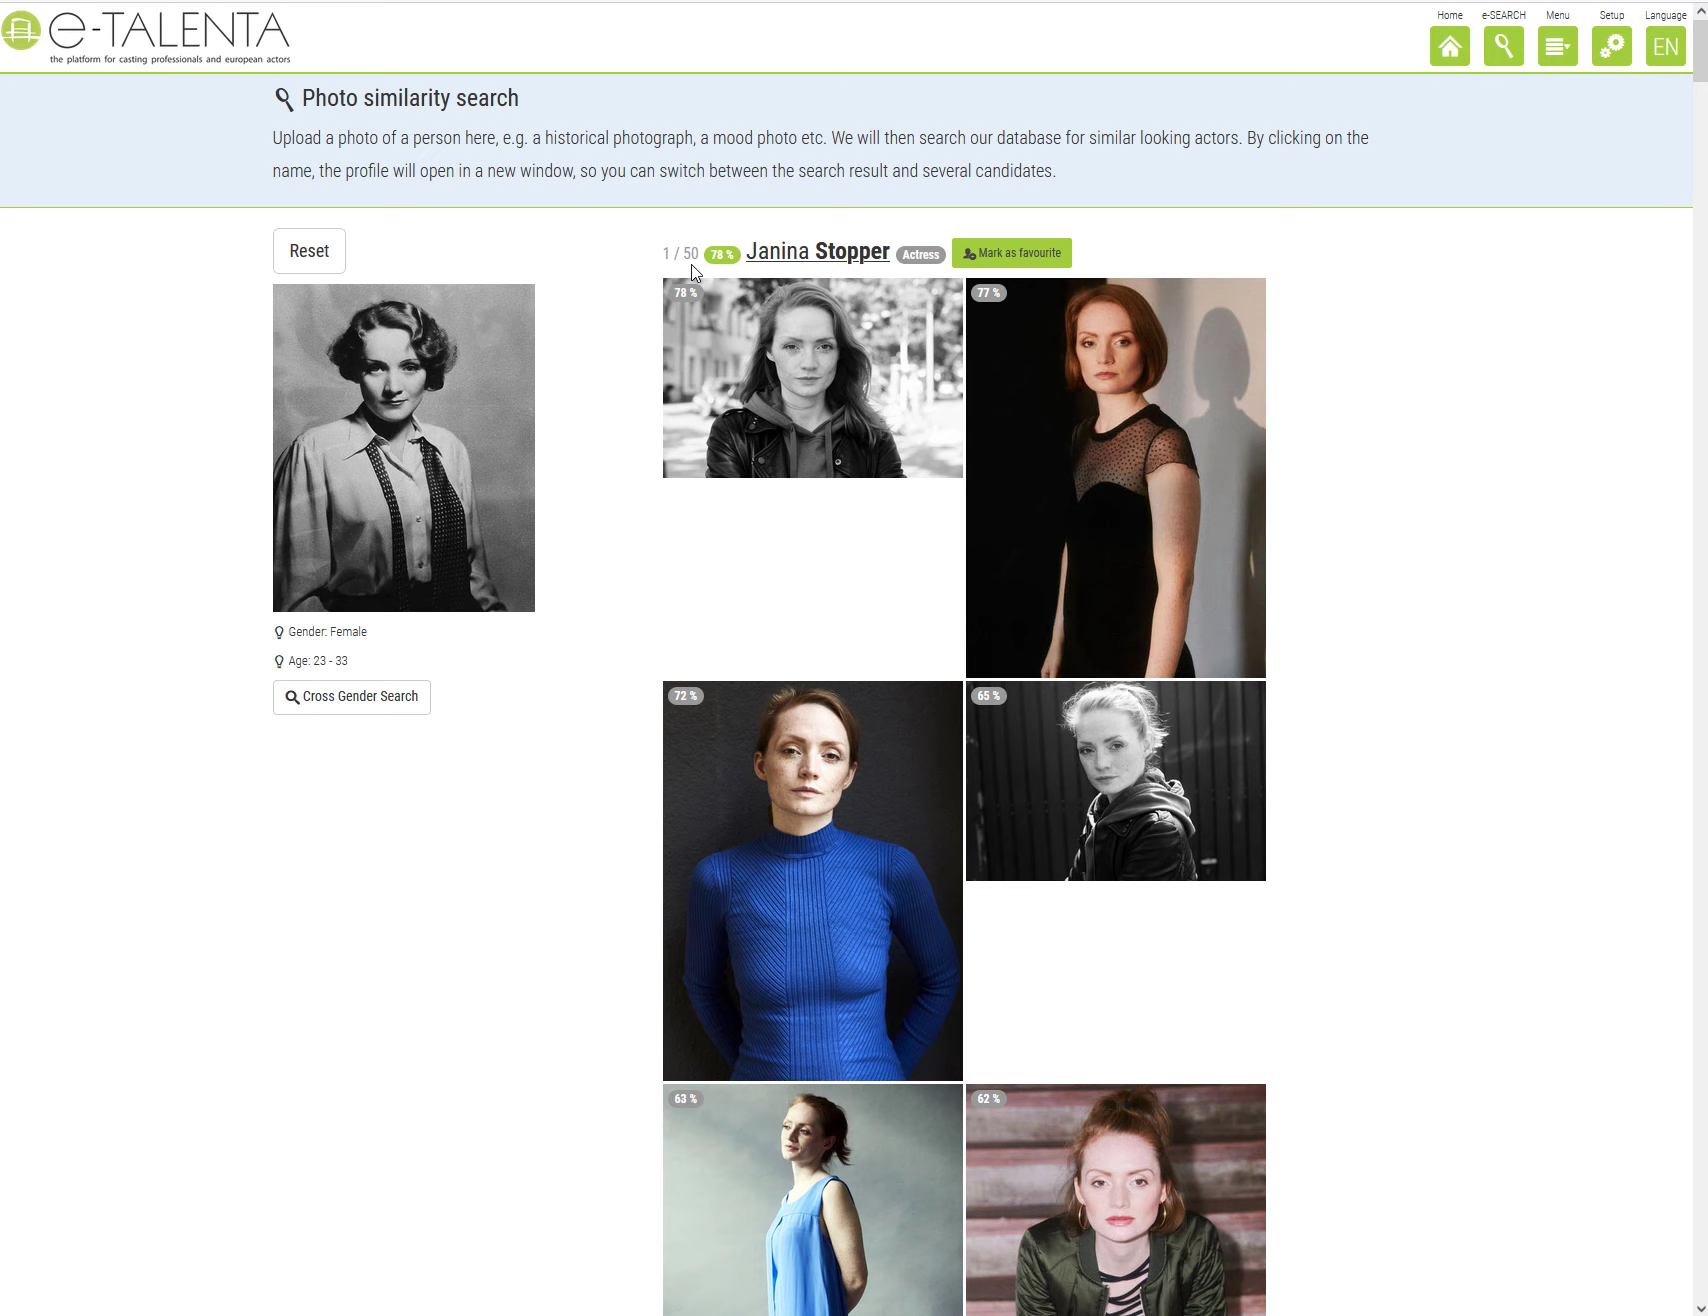 e-TALENTA
the platform for casting professionals and european actors
Home
e-SEARCH
Menu
Setup
Language
EN
Photo similarity search
Upload a photo of a person here, e.g. a historical photograph, a mood photo etc. We will then search our database for similar looking actors. By clicking on the
name, the profile will open in a new window, so you can switch between the search result and several candidates.
Reset
1 / 50 78 % Janina Stopper Actress Mark as favourite
78 %
77 %
Gender: Female
Age: 23 - 33
Cross Gender Search
72 %
65 %
63 %
62 %